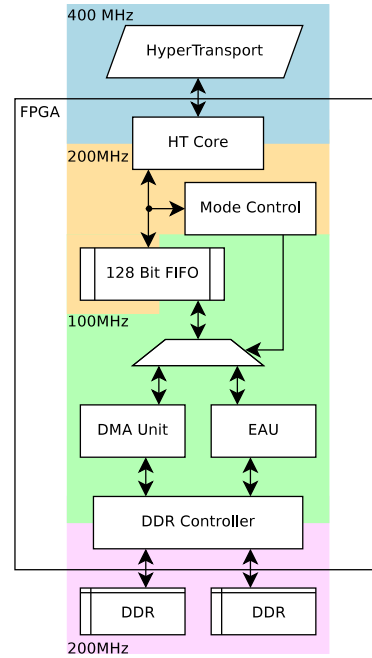 400 MHz
HyperTransport
FPGA
HT Core
200MHz
Mode Control
128 Bit FIFO
100MHz
DMA Unit
EAU
DDR Controller
DDR
DDR
200MHz